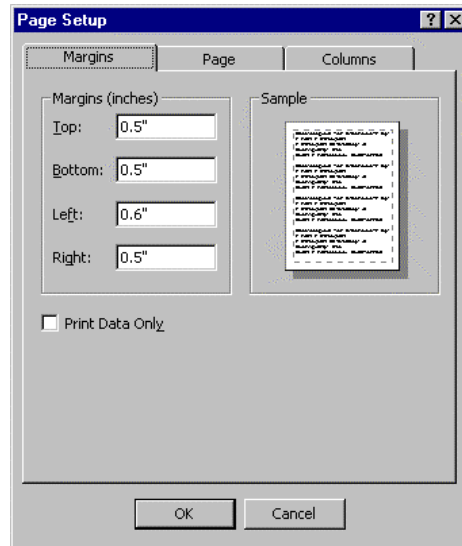 Page Setup
Margins Page Columns
Margins (inches) Sample
Top: 0.5"
Bottom: 0.5"
Left: 0.6"
Right: 0.5"
Print Data Only
OK Cancel